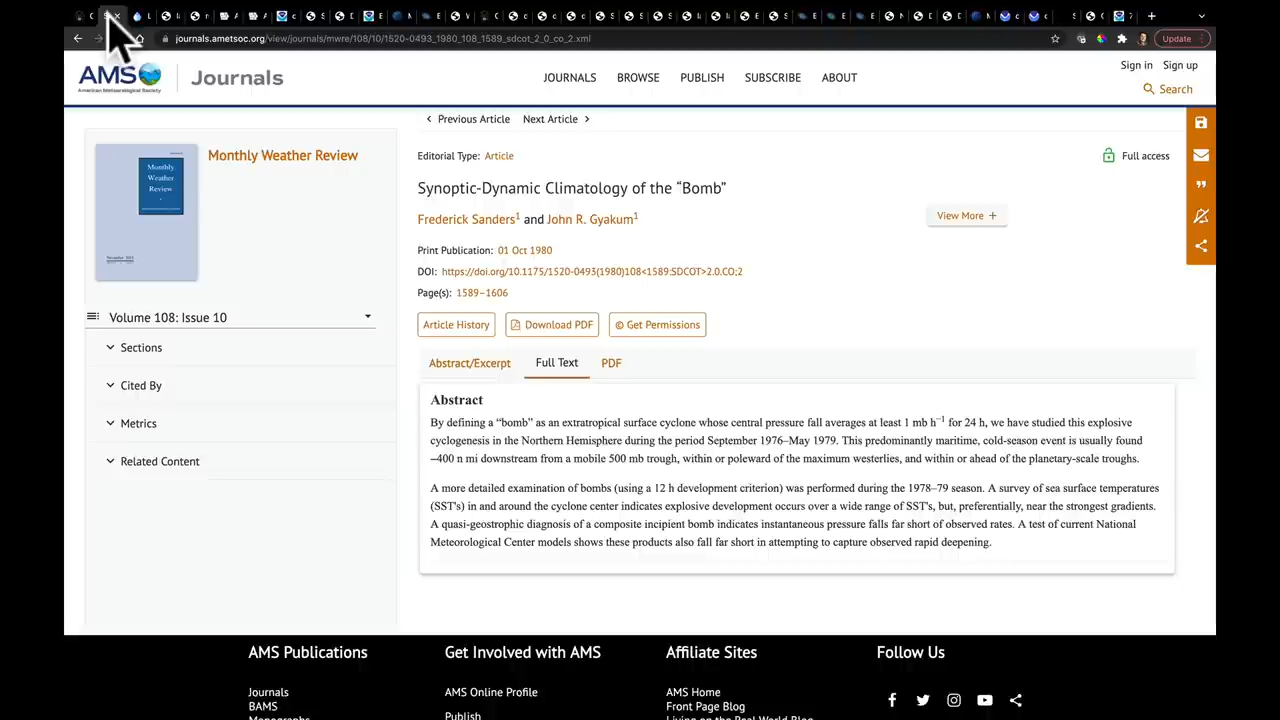 journals.ametsoc.org/view/journals/mwre/108/10/1520-0493_1980_108_1589_sdcot_2_0_co_2.xml
Update
AMS
American Meteorological Society
Journals
JOURNALS
BROWSE
PUBLISH
SUBSCRIBE
ABOUT
Sign in
Sign up
Search
Previous Article
Next Article
Monthly Weather Review
Monthly Weather Review
Editorial Type: Article
Full access
Synoptic-Dynamic Climatology of the “Bomb”
Frederick Sanders1 and John R. Gyakum1
View More +
Print Publication: 01 Oct 1980
DOI: https://doi.org/10.1175/1520-0493(1980)108<1589:SDCOT>2.0.CO;2
Page(s): 1589–1606
Volume 108: Issue 10
Sections
Cited By
Metrics
Related Content
Article History
Download PDF
© Get Permissions
Abstract/Excerpt
Full Text
PDF
Abstract
By defining a “bomb” as an extratropical surface cyclone whose central pressure fall averages at least 1 mb h−1 for 24 h, we have studied this explosive
cyclogenesis in the Northern Hemisphere during the period September 1976–May 1979. This predominantly maritime, cold-season event is usually found
~400 n mi downstream from a mobile 500 mb trough, within or poleward of the maximum westerlies, and within or ahead of the planetary-scale troughs.
A more detailed examination of bombs (using a 12 h development criterion) was performed during the 1978–79 season. A survey of sea surface temperatures
(SST's) in and around the cyclone center indicates explosive development occurs over a wide range of SST's, but, preferentially, near the strongest gradients.
A quasi-geostrophic diagnosis of a composite incipient bomb indicates instantaneous pressure falls far short of observed rates. A test of current National
Meteorological Center models shows these products also fall far short in attempting to capture observed rapid deepening.
AMS Publications
Get Involved with AMS
Affiliate Sites
Follow Us
Journals
BAMS
Monographs
AMS Online Profile
Publish
AMS Home
Front Page Blog
Living on the Real World Blog